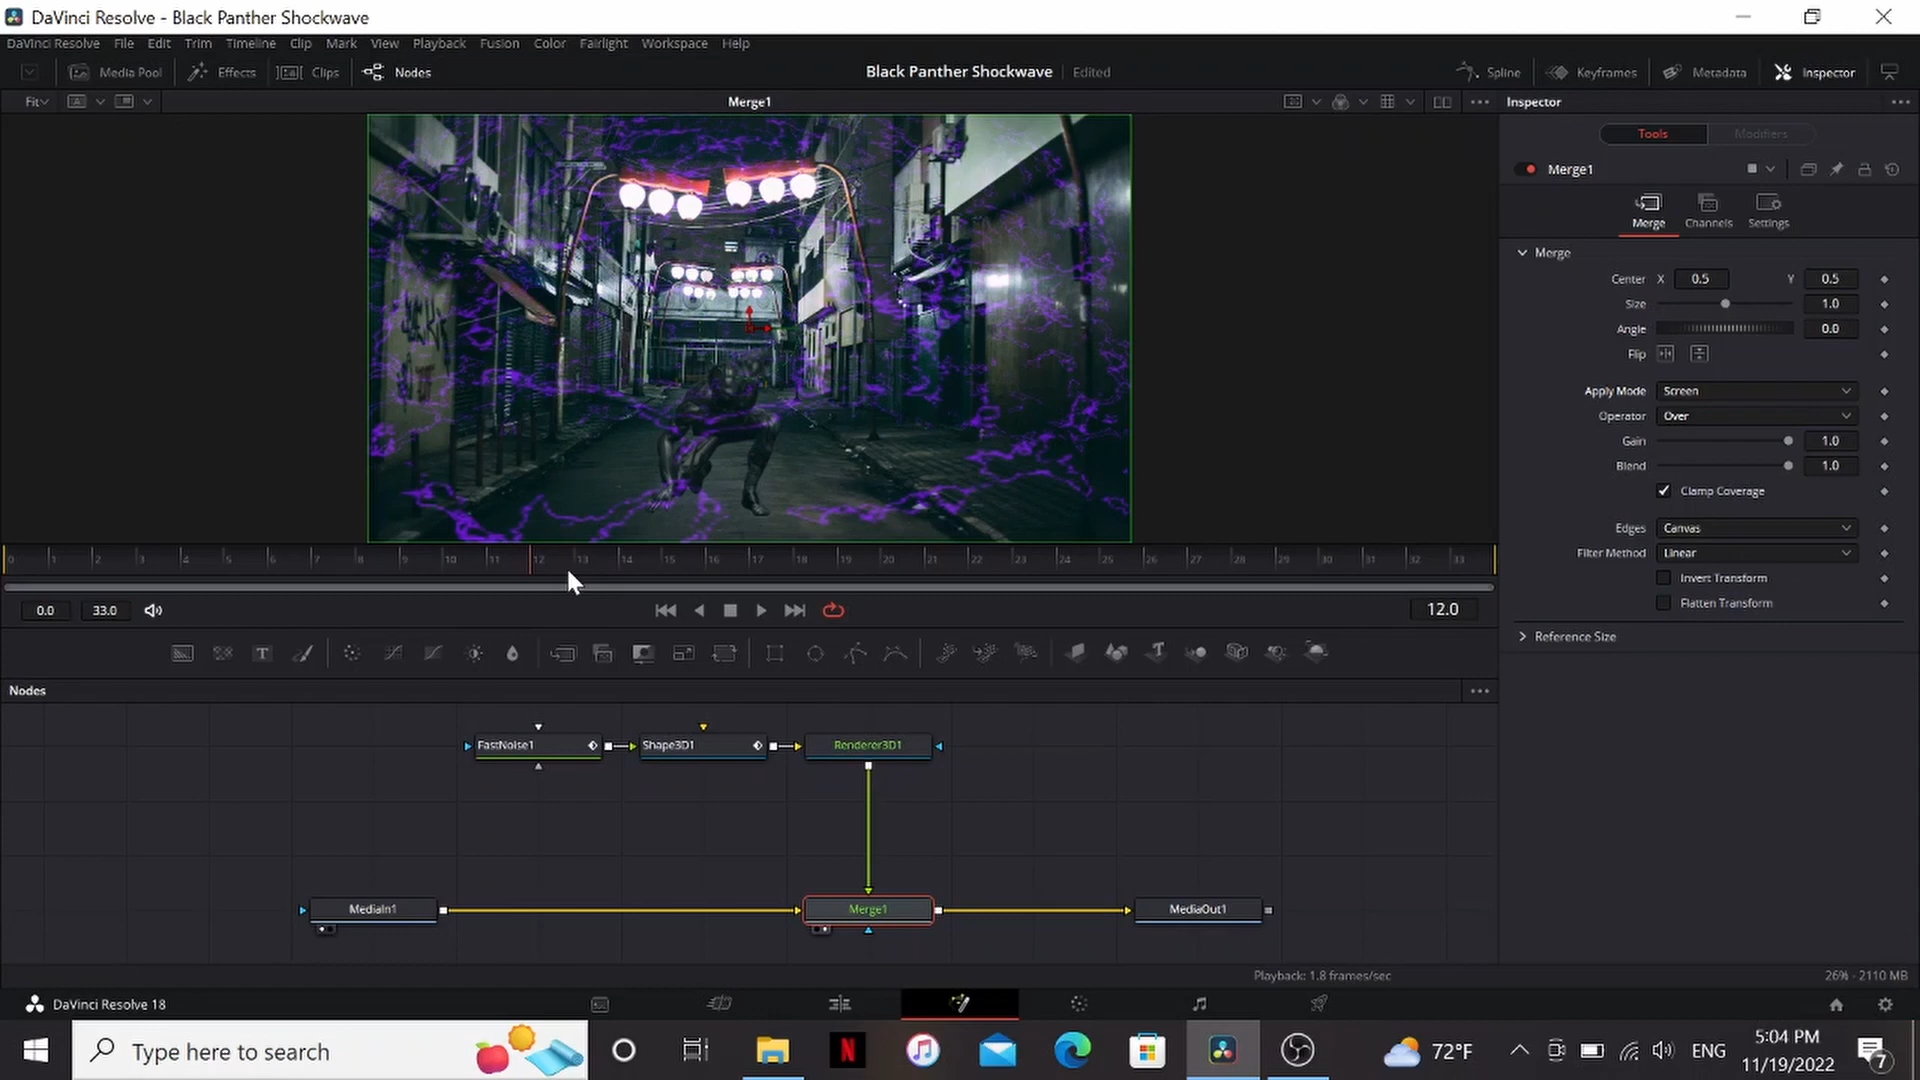 DaVinci Resolve - Black Panther Shockwave
DaVinci Resolve File Edit Trim Timeline Clip Mark View Playback Fusion Color Fairlight Workspace Help
Media Pool Effects Clips Nodes Black Panther Shockwave Edited Spline Keyframes Metadata Inspector
Fit Merge1 Inspector
Tools Modifiers
Merge1
Merge Channels Settings
Merge
Center X 0.5 Y 0.5
Size 1.0
Angle 0.0
Flip
Apply Mode Screen
Operator Over
Gain 1.0
Blend 1.0
Clamp Coverage
Edges Canvas
Filter Method Linear
Invert Transform
Flatten Transform
Reference Size
0 1 2 3 4 5 6 7 8 9 10 11 12 13 14 15 16 17 18 19 20 21 22 23 24 25 26 27 28 29 30 31 32 33
0.0 33.0 12.0
Nodes
FastNoise1 Shape3D1 Renderer3D1
MediaIn1 Merge1 MediaOut1
Playback: 1.8 frames/sec 26% - 2110 MB
DaVinci Resolve 18
Type here to search
72°F ENG 5:04 PM
11/19/2022
7